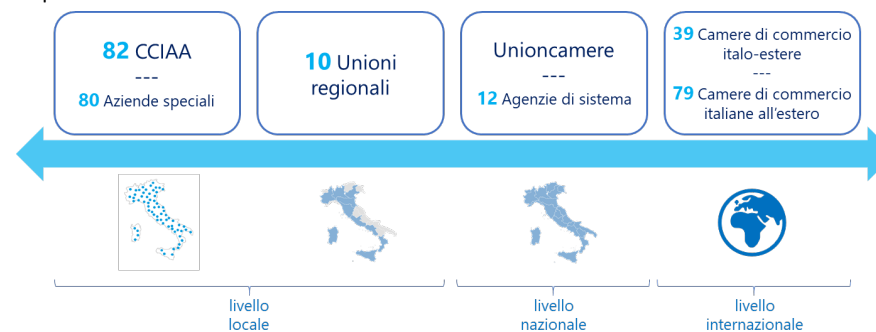 82 CCIAA
---
80 Aziende speciali
10 Unioni
regionali
Unioncamere
---
12 Agenzie di sistema
39 Camere di commercio
italo-estere
---
79 Camere di commercio
italiane all'estero
livello
locale
livello
nazionale
livello
internazionale